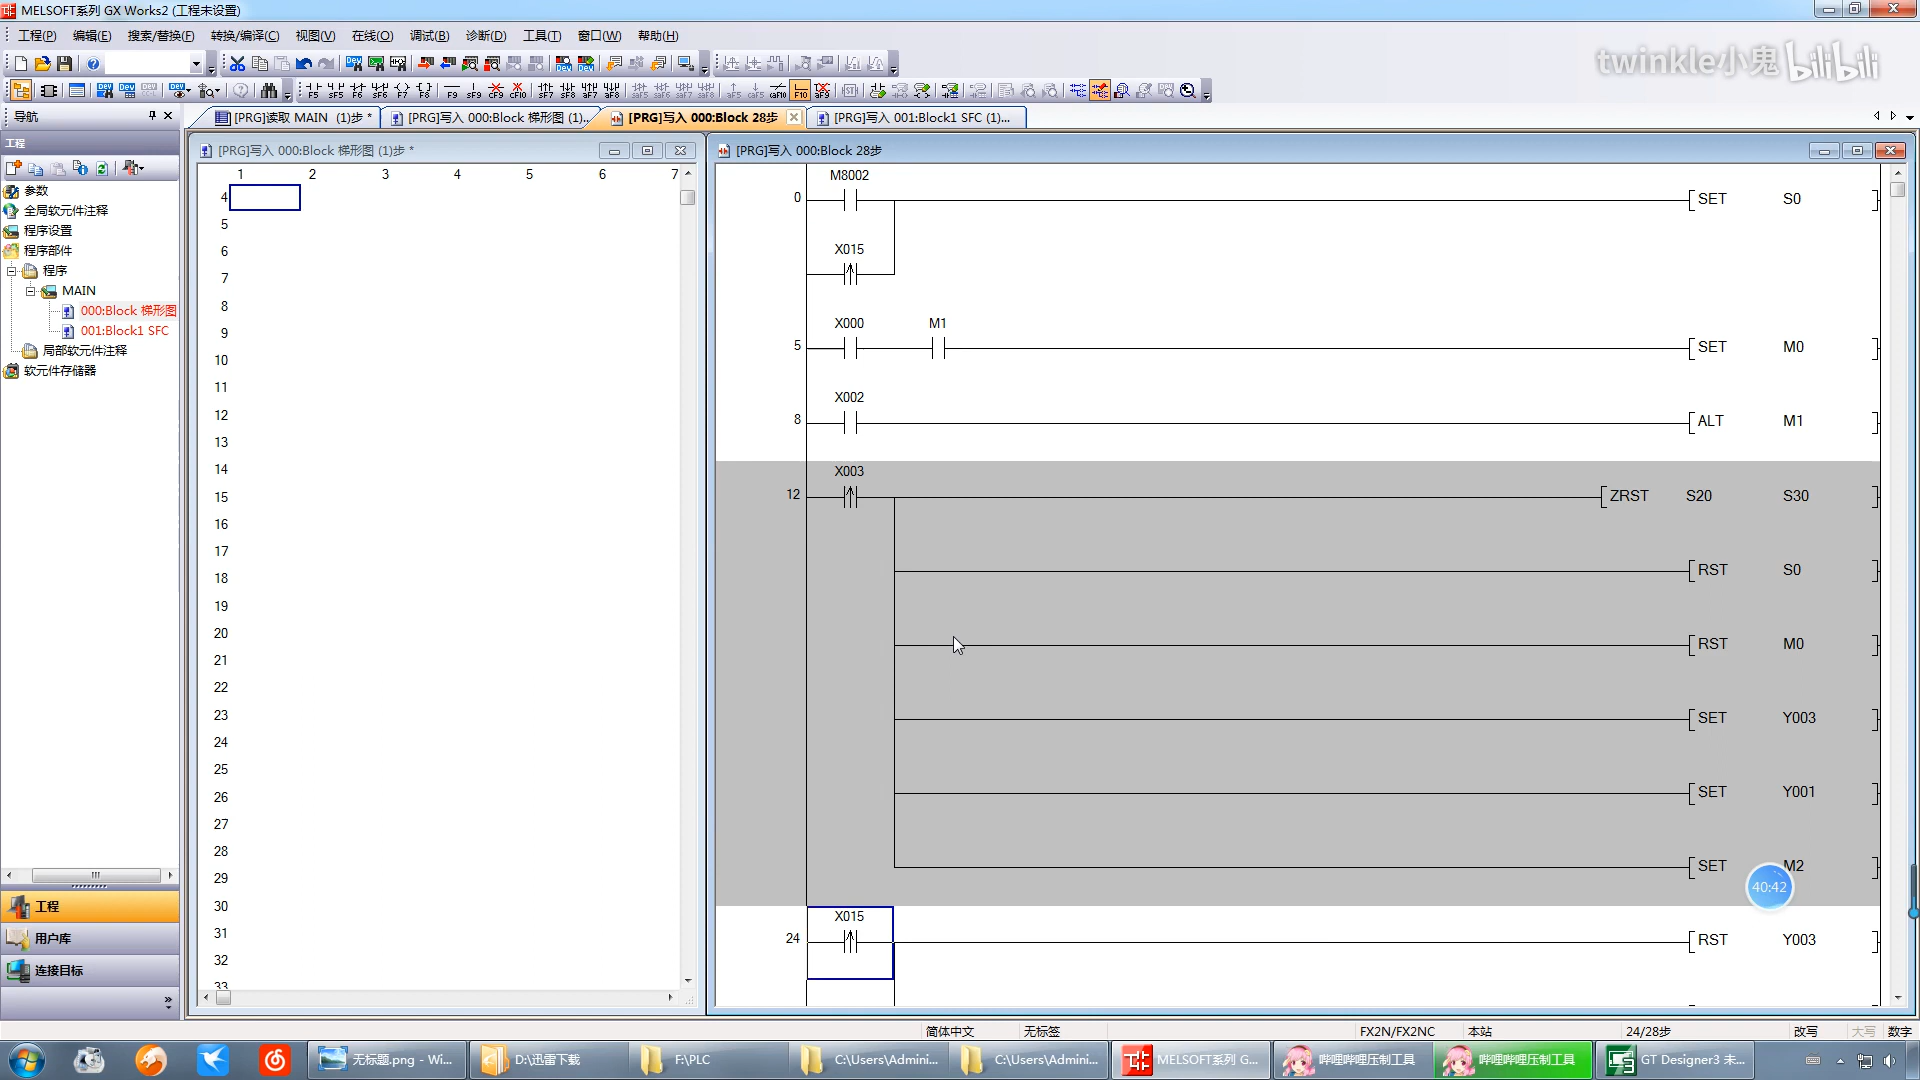 MELSOFT系列 GX Works2 (工程未设置)
工程(P) 编辑(E) 搜索/替换(F) 转换/编译(C) 视图(V) 在线(O) 调试(B) 诊断(D) 工具(T) 窗口(W) 帮助(H)
twinkle小鬼 bilibili
导航
[PRG]读取 MAIN (1)步 *
[PRG]写入 000:Block 梯形图 (1)...
[PRG]写入 000:Block 28步
[PRG]写入 001:Block1 SFC (1)...
工程
参数
全局软元件注释
程序设置
程序部件
程序
MAIN
000:Block 梯形图
001:Block1 SFC
局部软元件注释
软元件存储器
工程
用户库
连接目标
[PRG]写入 000:Block 梯形图 (1)步 *
1 2 3 4 5 6 7
4
5
6
7
8
9
10
11
12
13
14
15
16
17
18
19
20
21
22
23
24
25
26
27
28
29
30
31
32
33
[PRG]写入 000:Block 28步
M8002
0 SET S0
X015
X000 M1
5 SET M0
X002
8 ALT M1
X003
12 ZRST S20 S30
RST S0
RST M0
SET Y003
SET Y001
SET M2
40:42
X015
24 RST Y003
简体中文 无标签 FX2N/FX2NC 本站 24/28步 改写 大写 数字
无标题.png - Wi...
D:\迅雷下载
F:\PLC
C:\Users\Admini...
C:\Users\Admini...
MELSOFT系列 G...
哔哩哔哩压制工具
哔哩哔哩压制工具
GT Designer3 未...